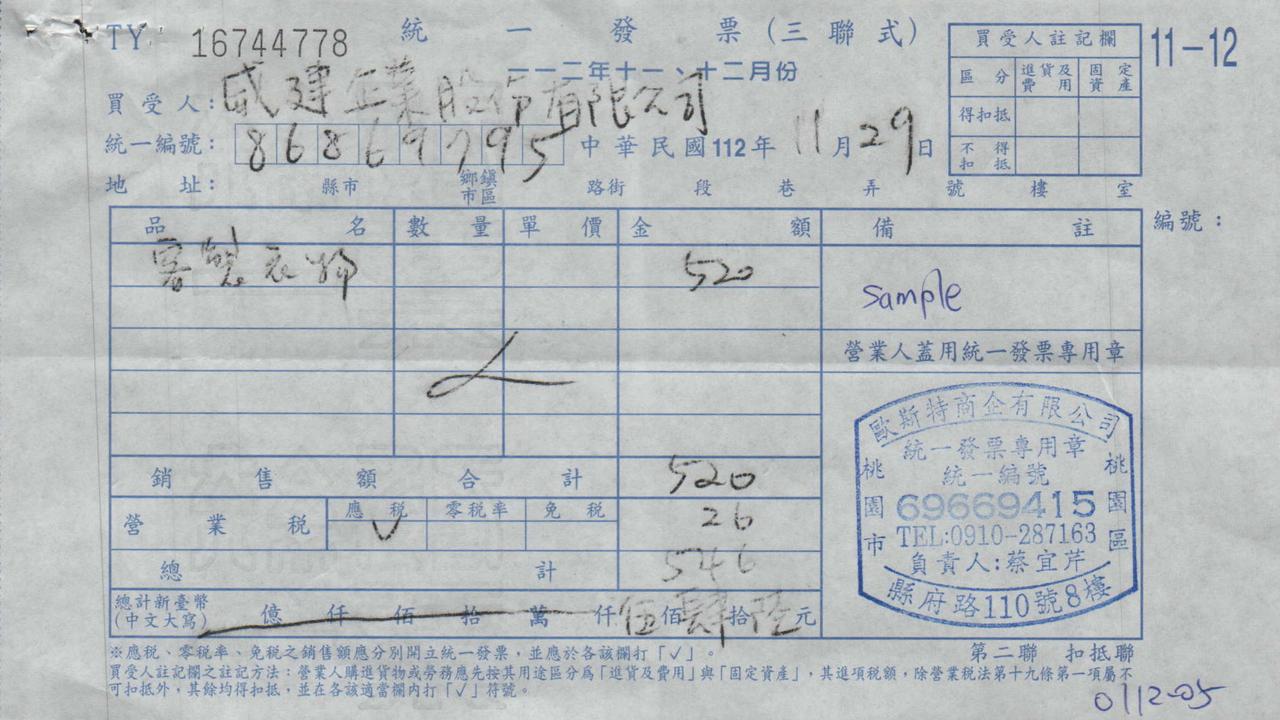 TY 16744778 統一發票(三聯式)
一一二年十一、十二月份
11-12
買受人註記欄
區分 進貨及費用 固定資產
得扣抵
不得扣抵
買受人:威建企業股份有限公司
統一編號: 86869795 中華民國112年11月29日
地址: 縣市 鄉鎮市區 路街 段 巷 弄 號 樓 室
品名 數量 單價 金額 備註 編號:
客製衣物 520
sample
營業人蓋用統一發票專用章
歐斯特商企有限公司
統一發票專用章
統一編號
69669415
TEL:0910-287163
負責人:蔡宜芹
桃園市 桃園區
縣府路110號8樓
銷售額合計 520
營業稅 應稅 零稅率 免稅 26
V
總計 546
總計新臺幣(中文大寫) 億仟佰拾萬仟伍佰肆拾陸元
※應稅、零稅率、免稅之銷售額應分別開立統一發票,並應於各該欄打「✓」。
第二聯 扣抵聯
買受人註記欄之註記方法:營業人購進貨物或勞務應先按其用途區分為「進貨及費用」與「固定資產」,其進項稅額,除營業稅法第十九條第一項屬不
可扣抵外,其餘均得扣抵,並在各該適當欄內打「✓」符號。
0112-05